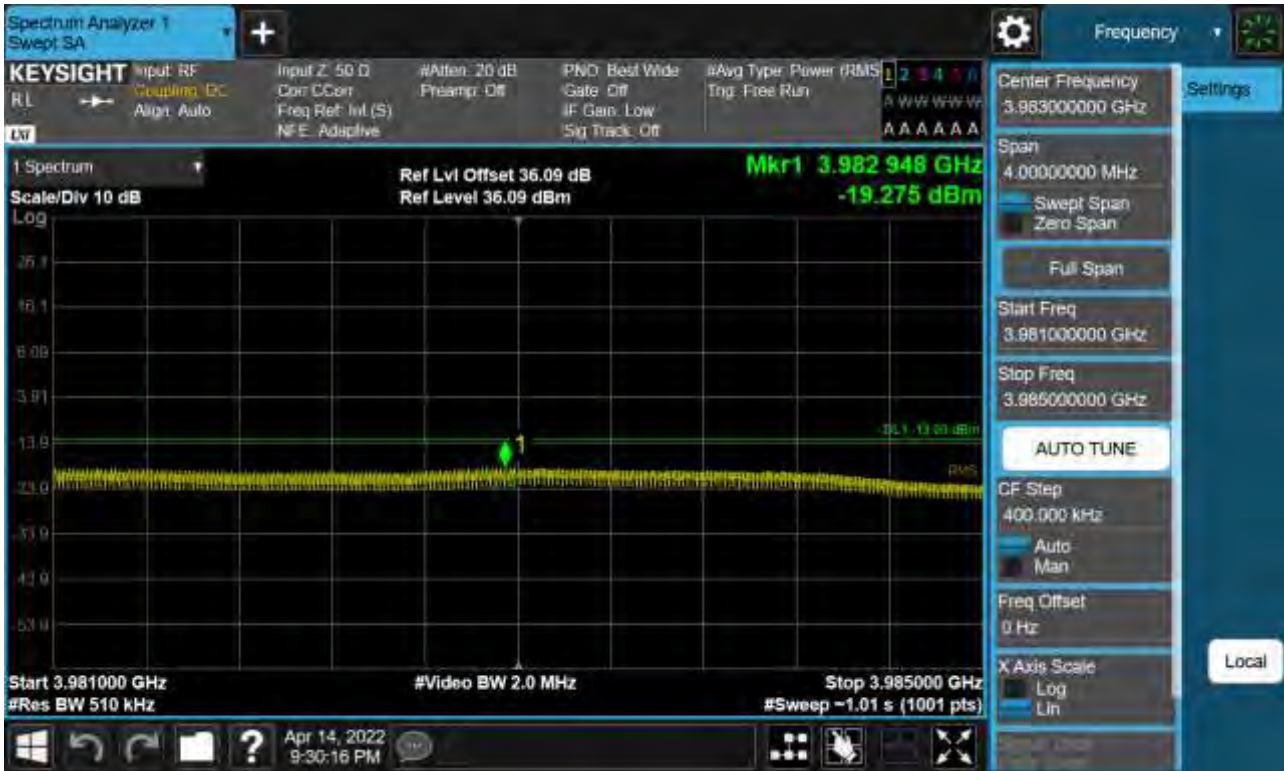 Spectrum Analyzer 1
Swept SA
Frequency
KEYSIGHT
RL
LXI
Input: RF
Coupling: DC
Align: Auto
Input Z: 50 Ω
Corr CCorr
Freq Ref: Int (S)
NFE: Adaptive
#Atten: 20 dB
Preamp: Off
PNO: Best Wide
Gate: Off
IF Gain: Low
Sig Track: Off
#Avg Type: Power (RMS
Trig: Free Run
1 2 3 4 5 6
A W W W W W
A A A A A A
1 Spectrum
Scale/Div 10 dB
Log
Ref Lvl Offset 36.09 dB
Ref Level 36.09 dBm
Mkr1 3.982 948 GHz
-19.275 dBm
26.1
16.1
6.09
-3.91
-13.9
-23.9
-33.9
-43.9
-53.9
1
DL1 -13.00 dBm
RMS
Start 3.981000 GHz
#Res BW 510 kHz
#Video BW 2.0 MHz
Stop 3.985000 GHz
#Sweep ~1.01 s (1001 pts)
Center Frequency
3.983000000 GHz
Settings
Span
4.00000000 MHz
Swept Span
Zero Span
Full Span
Start Freq
3.981000000 GHz
Stop Freq
3.985000000 GHz
AUTO TUNE
CF Step
400.000 kHz
Auto
Man
Freq Offset
0 Hz
X Axis Scale
Log
Lin
Local
?
Apr 14, 2022
9:30:16 PM